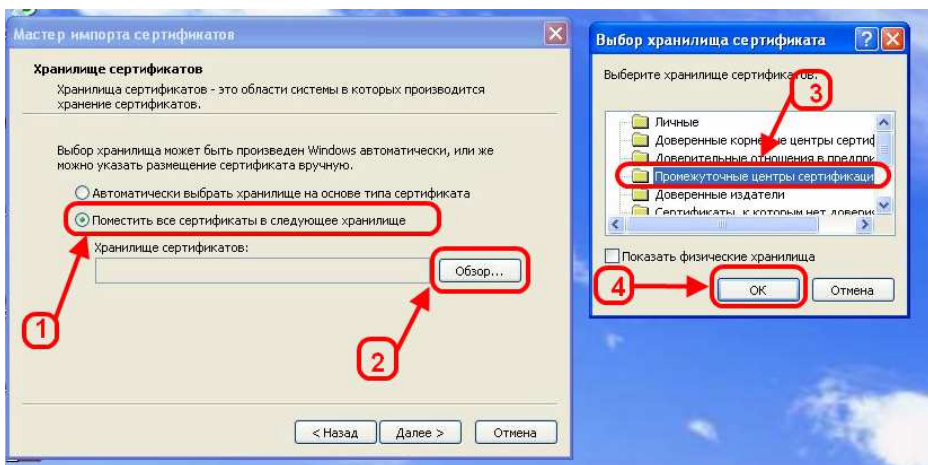 Мастер импорта сертификатов
Хранилище сертификатов
Хранилища сертификатов - это области системы в которых производится
хранение сертификатов.
Выбор хранилища может быть произведен Windows автоматически, или же
можно указать размещение сертификата вручную.
Автоматически выбрать хранилище на основе типа сертификата
Поместить все сертификаты в следующее хранилище
Хранилище сертификатов:
Обзор...
1
2
< Назад
Далее >
Отмена
Выбор хранилища сертификата
Выберите хранилище сертификатов.
3
Личные
Доверенные корневые центры сертиф
Доверительные отношения в предпри
Промежуточные центры сертификаци
Доверенные издатели
Сертификаты, к которым нет довери
Показать физические хранилища
4
ОК
Отмена